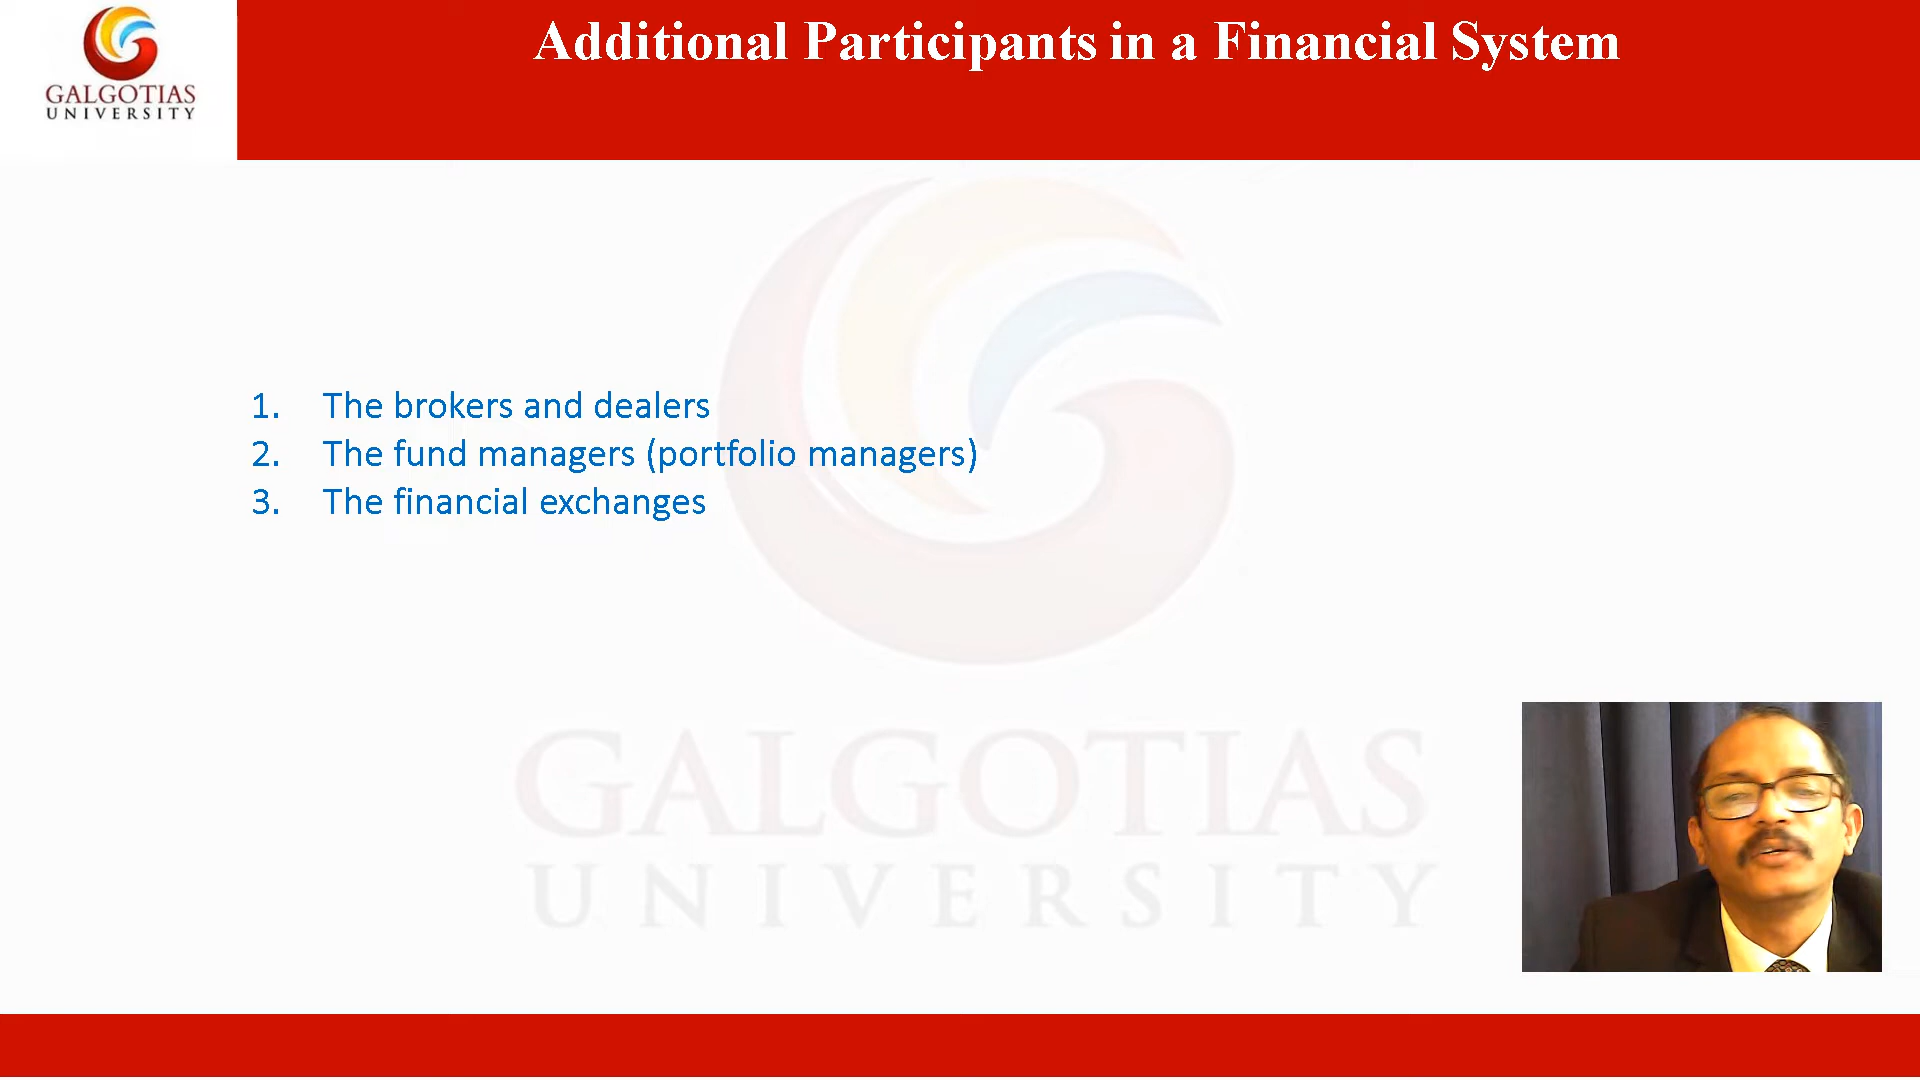 Additional Participants in a Financial System
GALGOTIAS
UNIVERSITY
1. The brokers and dealers
2. The fund managers (portfolio managers)
3. The financial exchanges
GALGOTIAS
UNIVERSITY